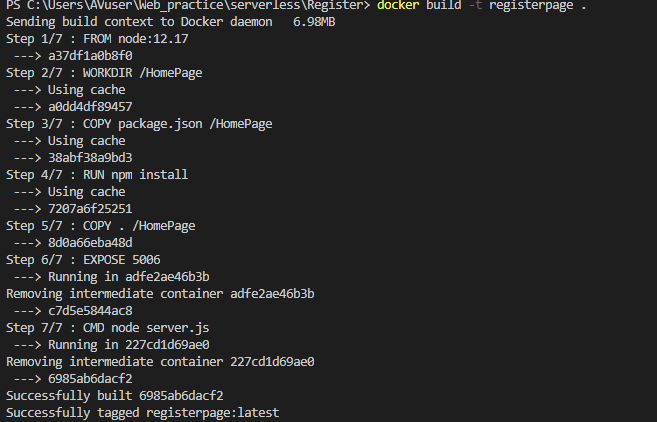 PS C:\Users\AVuser\Web_practice\serverless\Register> docker build -t registerpage .
Sending build context to Docker daemon   6.98MB
Step 1/7 : FROM node:12.17
 ---> a37df1a0b8f0
Step 2/7 : WORKDIR /HomePage
 ---> Using cache
 ---> a0dd4df89457
Step 3/7 : COPY package.json /HomePage
 ---> Using cache
 ---> 38abf38a9bd3
Step 4/7 : RUN npm install
 ---> Using cache
 ---> 7207a6f25251
Step 5/7 : COPY . /HomePage
 ---> 8d0a66eba48d
Step 6/7 : EXPOSE 5006
 ---> Running in adfe2ae46b3b
Removing intermediate container adfe2ae46b3b
 ---> c7d5e5844ac8
Step 7/7 : CMD node server.js
 ---> Running in 227cd1d69ae0
Removing intermediate container 227cd1d69ae0
 ---> 6985ab6dacf2
Successfully built 6985ab6dacf2
Successfully tagged registerpage:latest